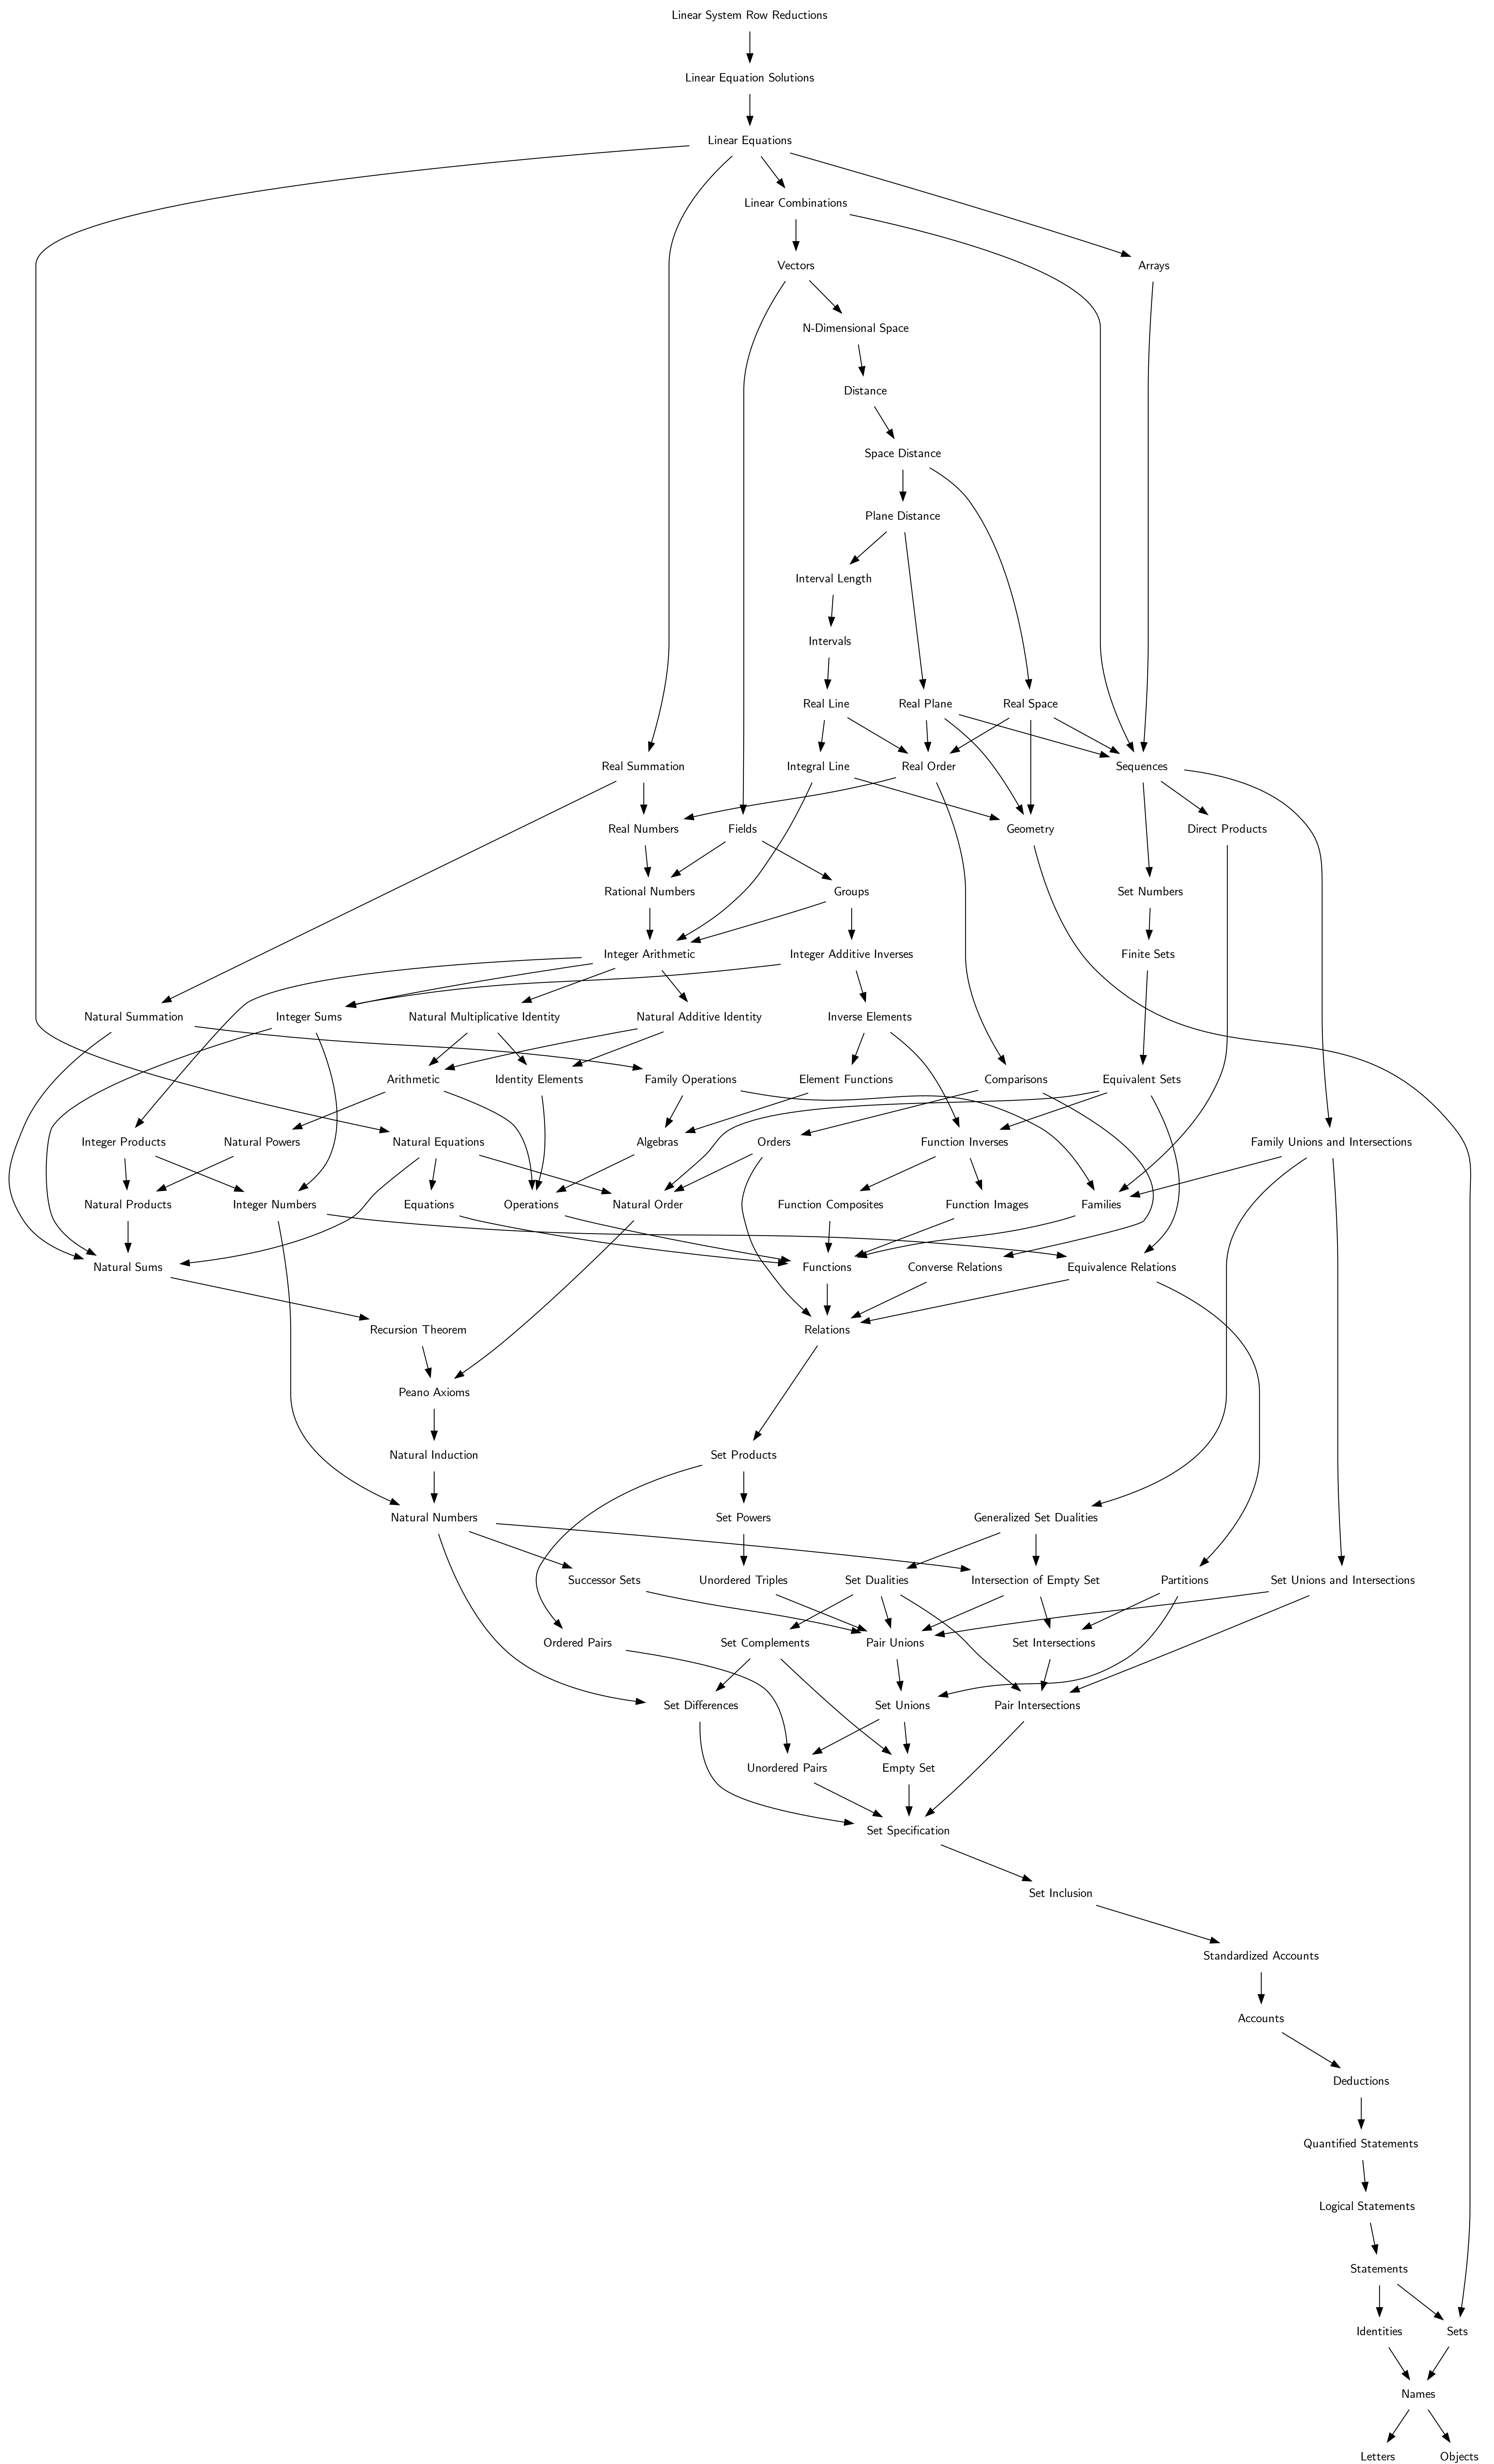 Linear System Row Reductions
Linear Equation Solutions
Linear Equations
Linear Combinations
Vectors
Arrays
N-Dimensional Space
Distance
Space Distance
Plane Distance
Interval Length
Intervals
Real Line
Real Plane
Real Space
Real Summation
Integral Line
Real Order
Sequences
Real Numbers
Fields
Geometry
Direct Products
Rational Numbers
Groups
Set Numbers
Integer Arithmetic
Integer Additive Inverses
Finite Sets
Natural Summation
Integer Sums
Natural Multiplicative Identity
Natural Additive Identity
Inverse Elements
Arithmetic
Identity Elements
Family Operations
Element Functions
Comparisons
Equivalent Sets
Integer Products
Natural Powers
Natural Equations
Algebras
Orders
Function Inverses
Family Unions and Intersections
Natural Products
Integer Numbers
Equations
Operations
Natural Order
Function Composites
Function Images
Families
Natural Sums
Functions
Converse Relations
Equivalence Relations
Recursion Theorem
Relations
Peano Axioms
Natural Induction
Set Products
Natural Numbers
Set Powers
Generalized Set Dualities
Successor Sets
Unordered Triples
Set Dualities
Intersection of Empty Set
Partitions
Set Unions and Intersections
Ordered Pairs
Set Complements
Pair Unions
Set Intersections
Set Differences
Set Unions
Pair Intersections
Unordered Pairs
Empty Set
Set Specification
Set Inclusion
Standardized Accounts
Accounts
Deductions
Quantified Statements
Logical Statements
Statements
Identities
Sets
Names
Letters
Objects